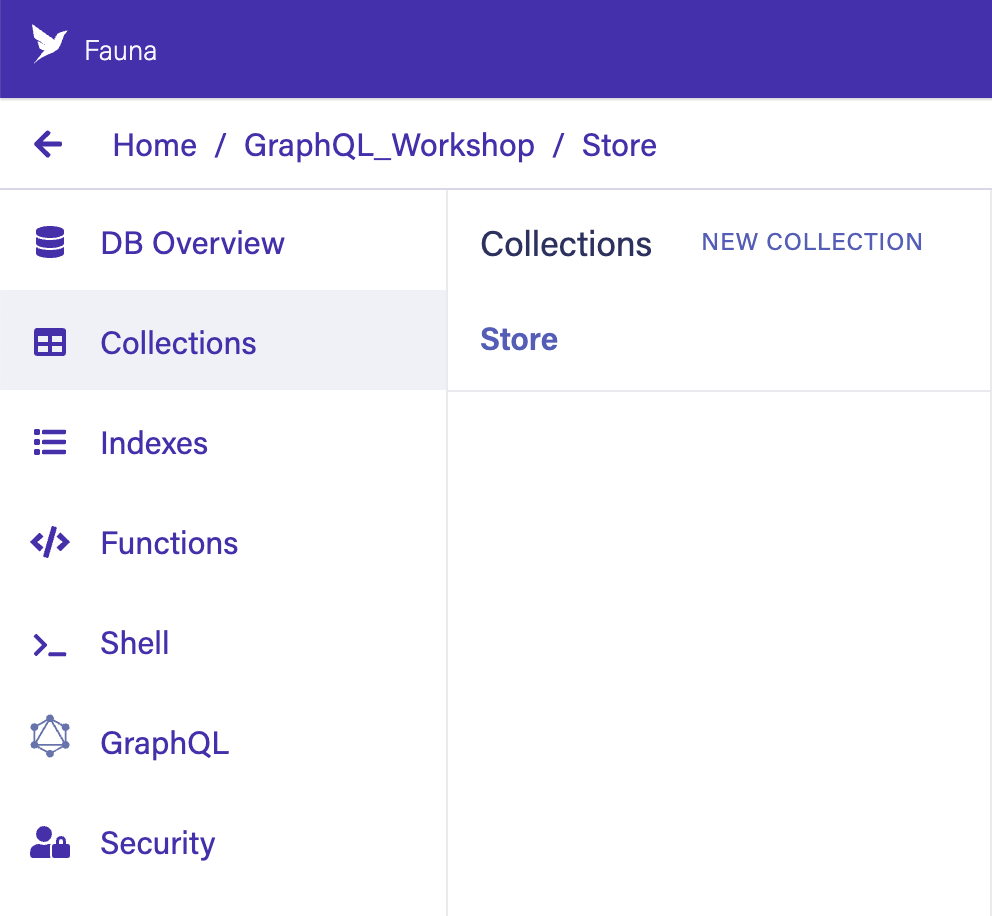 Fauna
Home / GraphQL_Workshop / Store
DB Overview
Collections
Indexes
Functions
Shell
GraphQL
Security
Collections NEW COLLECTION
Store